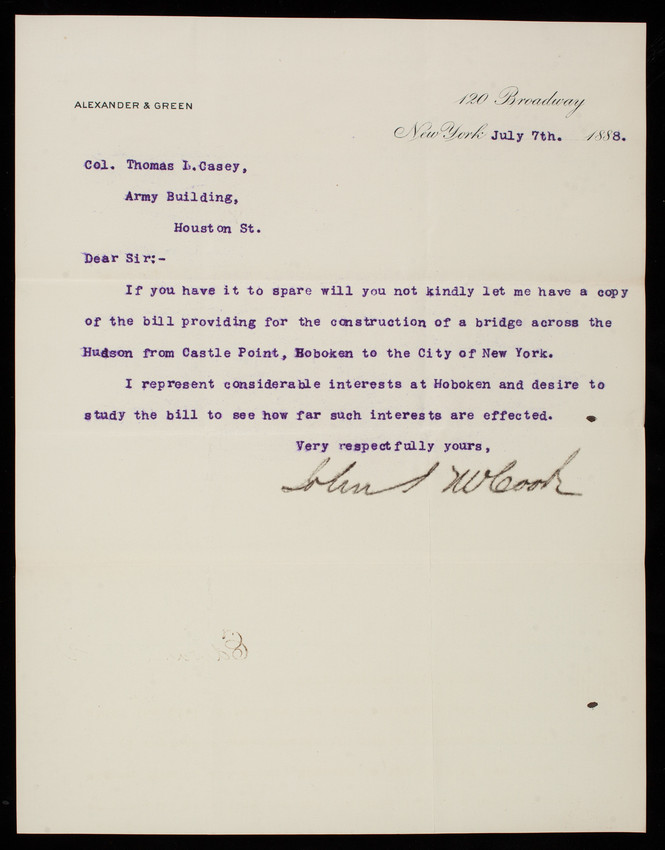 ALEXANDER & GREEN
120 Broadway
New York July 7th. 1888.
Col. Thomas L.Casey,
Army Building,
Houston St.
Dear Sir:-
If you have it to spare will you not kindly let me have a copy
of the bill providing for the construction of a bridge across the
Hudson from Castle Point, Hoboken to the City of New York.
I represent considerable interests at Hoboken and desire to
study the bill to see how far such interests are effected.
Very respectfully yours,
John J McCook